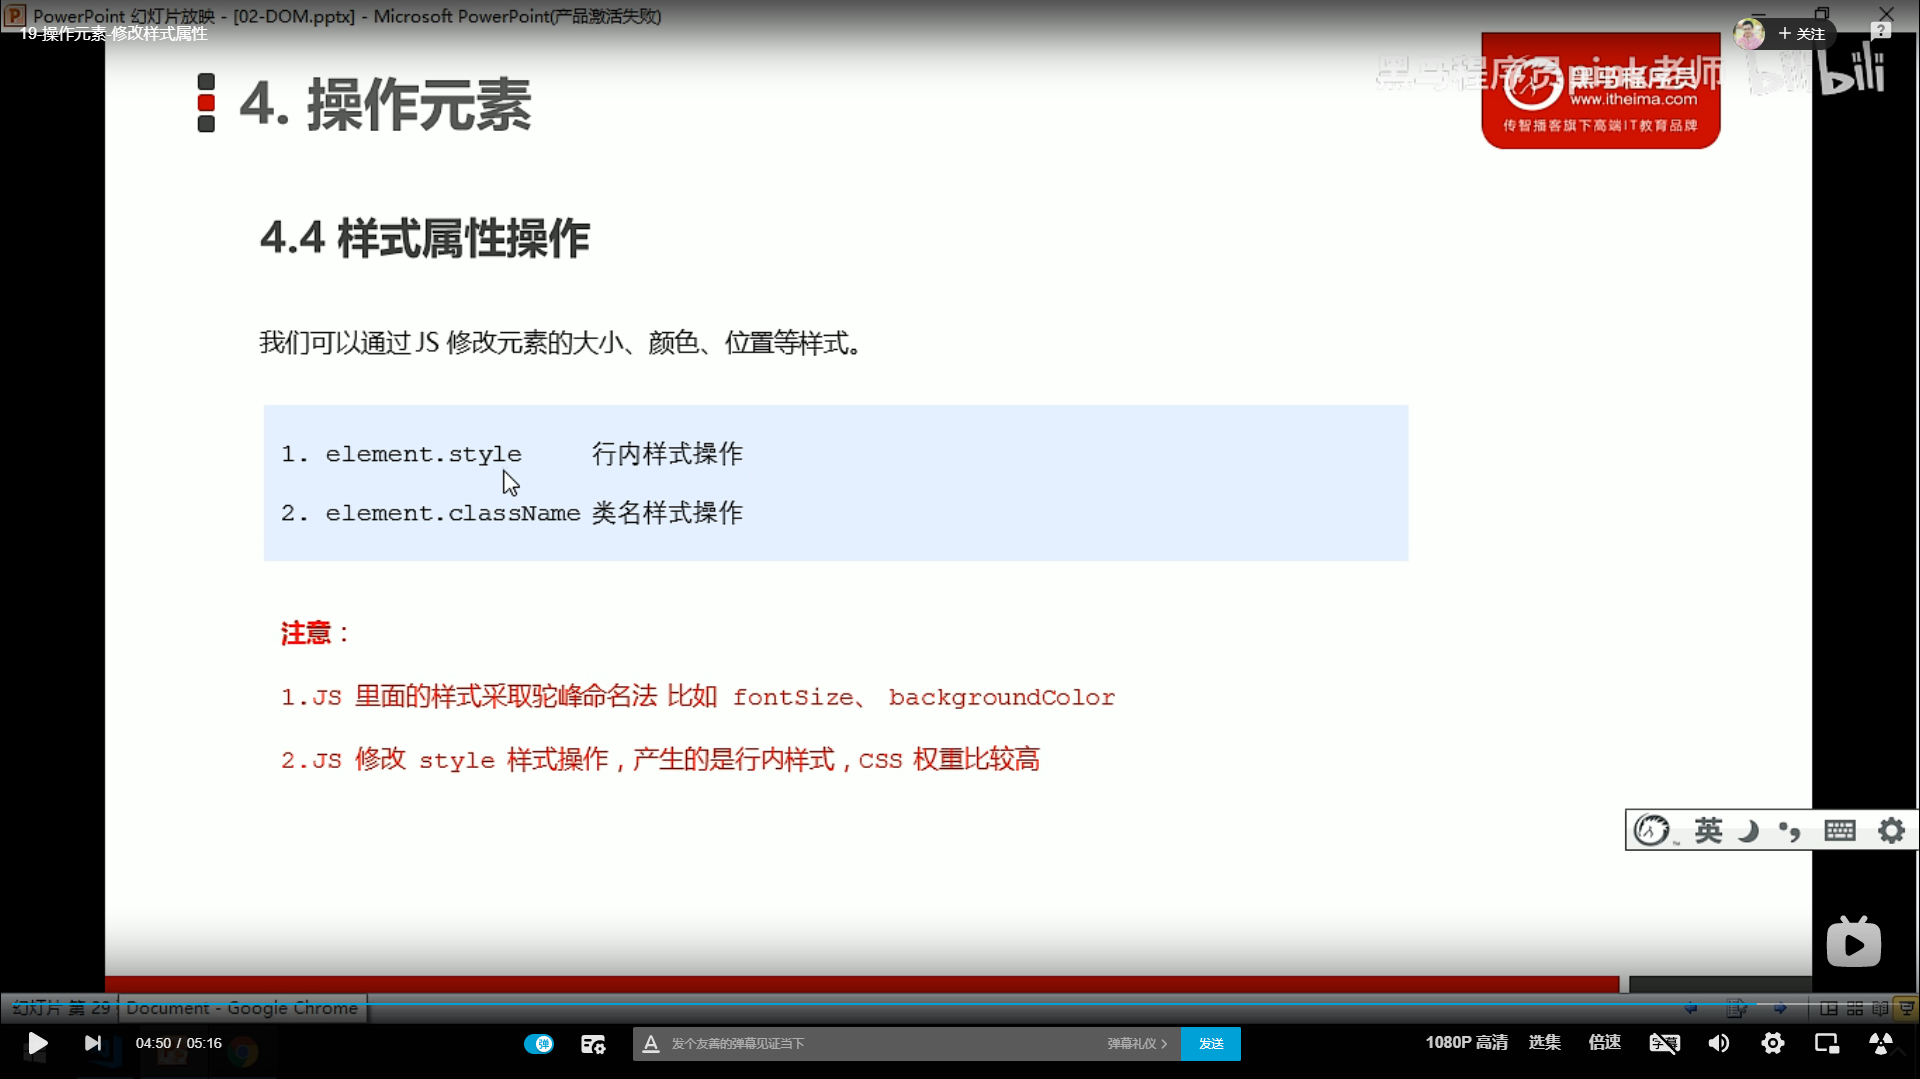 PowerPoint 幻灯片放映 - [02-DOM.pptx] - Microsoft PowerPoint(产品激活失败)
19-操作元素-修改样式属性
+ 关注
黑马程序员pink老师
bilibili
黑马程序员
www.itheima.com
传智播客旗下高端IT教育品牌
4. 操作元素
4.4 样式属性操作
我们可以通过 JS 修改元素的大小、颜色、位置等样式。
1. element.style 行内样式操作
2. element.className 类名样式操作
注意：
1.JS 里面的样式采取驼峰命名法 比如 fontSize、 backgroundColor
2.JS 修改 style 样式操作，产生的是行内样式，CSS 权重比较高
英
幻灯片 第 29
Document - Google Chrome
04:50 / 05:16
弹
发个友善的弹幕见证当下
弹幕礼仪 >
发送
1080P 高清
选集
倍速
字幕